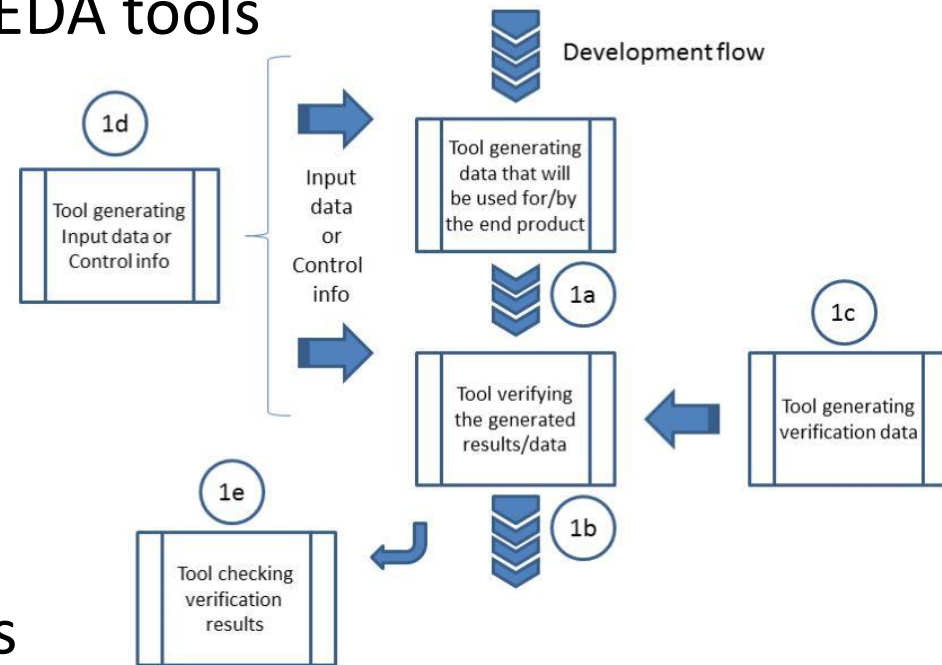 EDA tools
Development flow
1d
Tool generating
Input data or
Control info
Input
data
or
Control
info
Tool generating
data that will
be used for/by
the end product
1a
1c
Tool verifying
the generated
results/data
Tool generating
verification data
1e
1b
Tool checking
verification
results
s